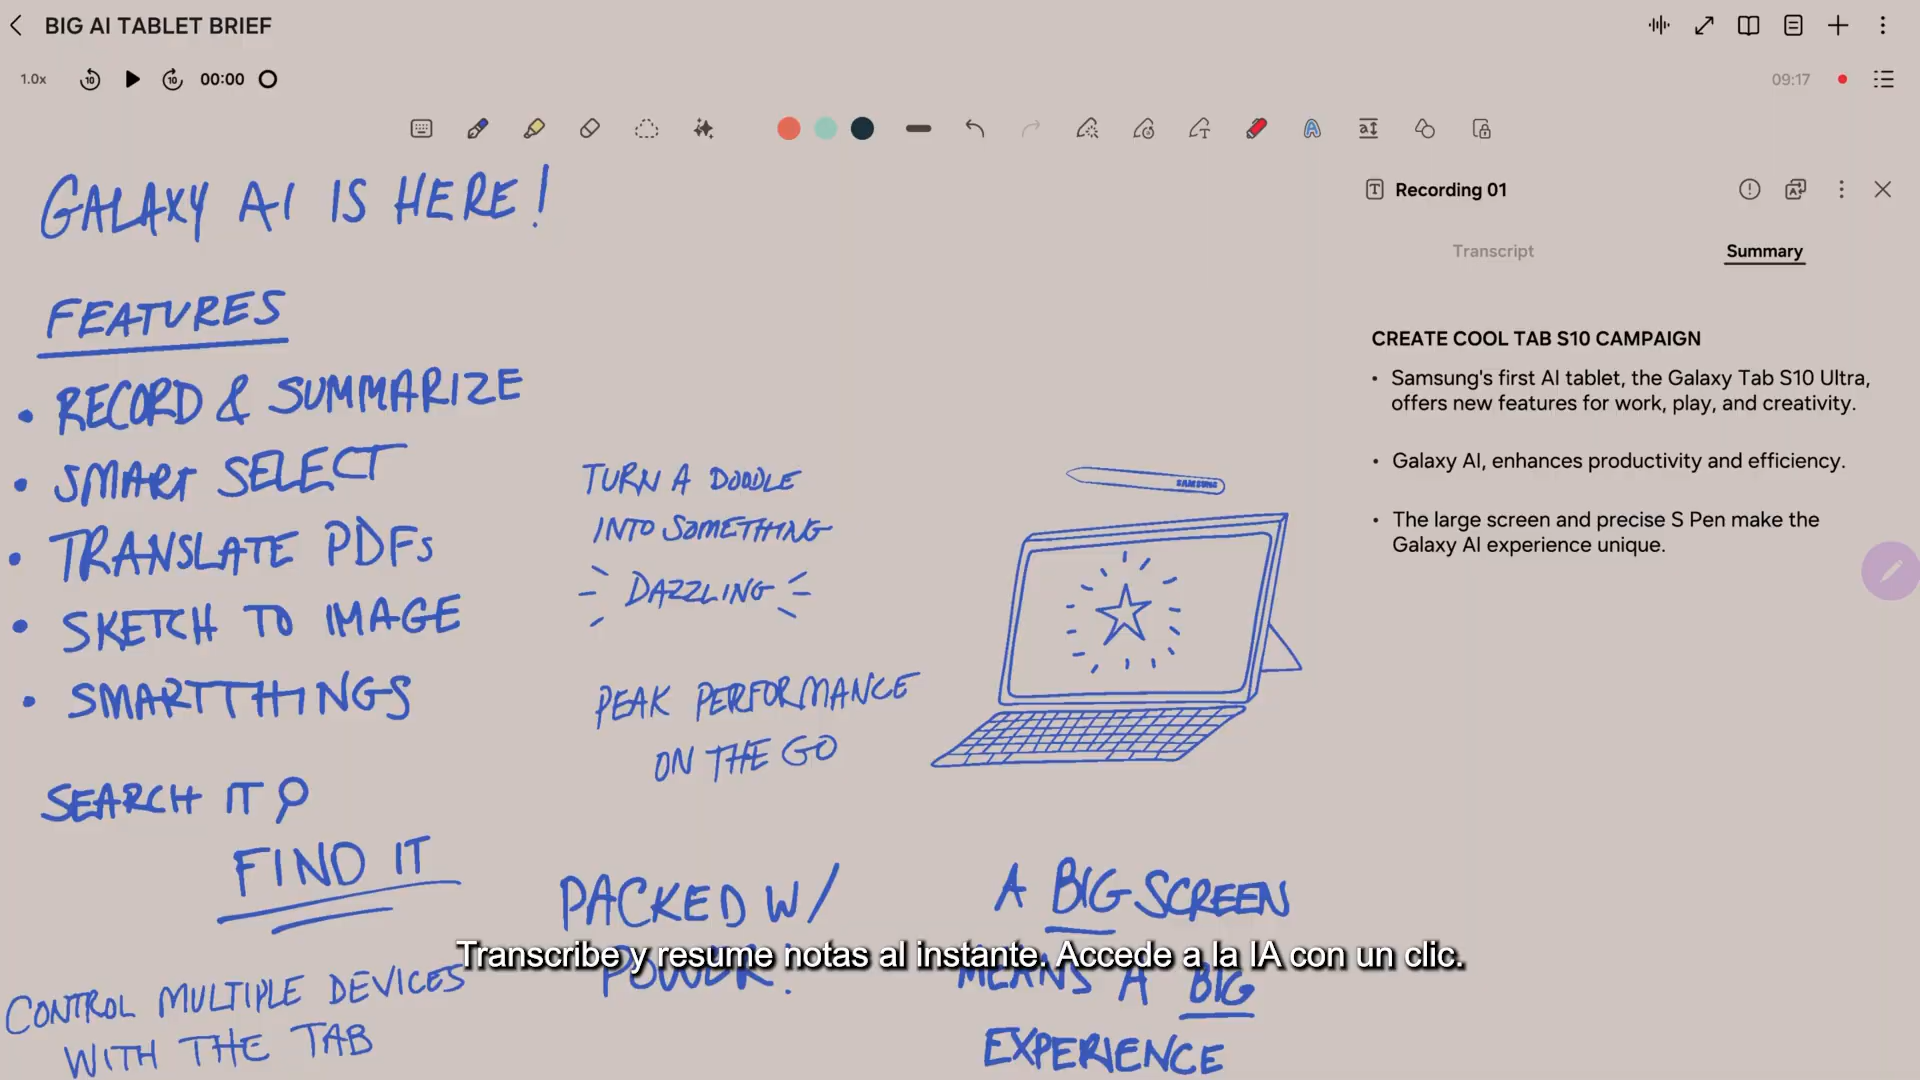 BIG AI TABLET BRIEF
1.0x
10
10
00:00
09:17
GALAXY AI IS HERE!
FEATURES
• RECORD & SUMMARIZE
• SMART SELECT
• TRANSLATE PDFs
• SKETCH TO IMAGE
• SMARTTHINGS
SEARCH IT
FIND IT
CONTROL MULTIPLE DEVICES
WITH THE TAB
TURN A DOODLE
INTO SOMETHING
DAZZLING
PEAK PERFORMANCE
ON THE GO
PACKED W/
POWER!
SAMSUNG
A BIG SCREEN
MEANS A BIG
EXPERIENCE
Recording 01
Transcript
Summary
CREATE COOL TAB S10 CAMPAIGN
• Samsung's first AI tablet, the Galaxy Tab S10 Ultra,
offers new features for work, play, and creativity.
• Galaxy AI, enhances productivity and efficiency.
• The large screen and precise S Pen make the
Galaxy AI experience unique.
Transcribe y resume notas al instante. Accede a la IA con un clic.